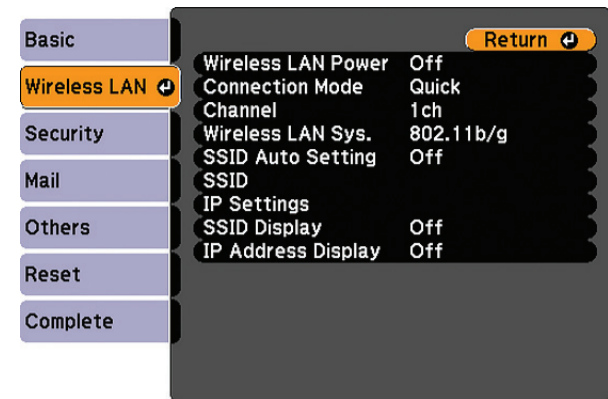 Basic
Wireless LAN
Security
Mail
Others
Reset
Complete
Return
Wireless LAN Power Off
Connection Mode Quick
Channel 1ch
Wireless LAN Sys. 802.11b/g
SSID Auto Setting Off
SSID
IP Settings
SSID Display Off
IP Address Display Off